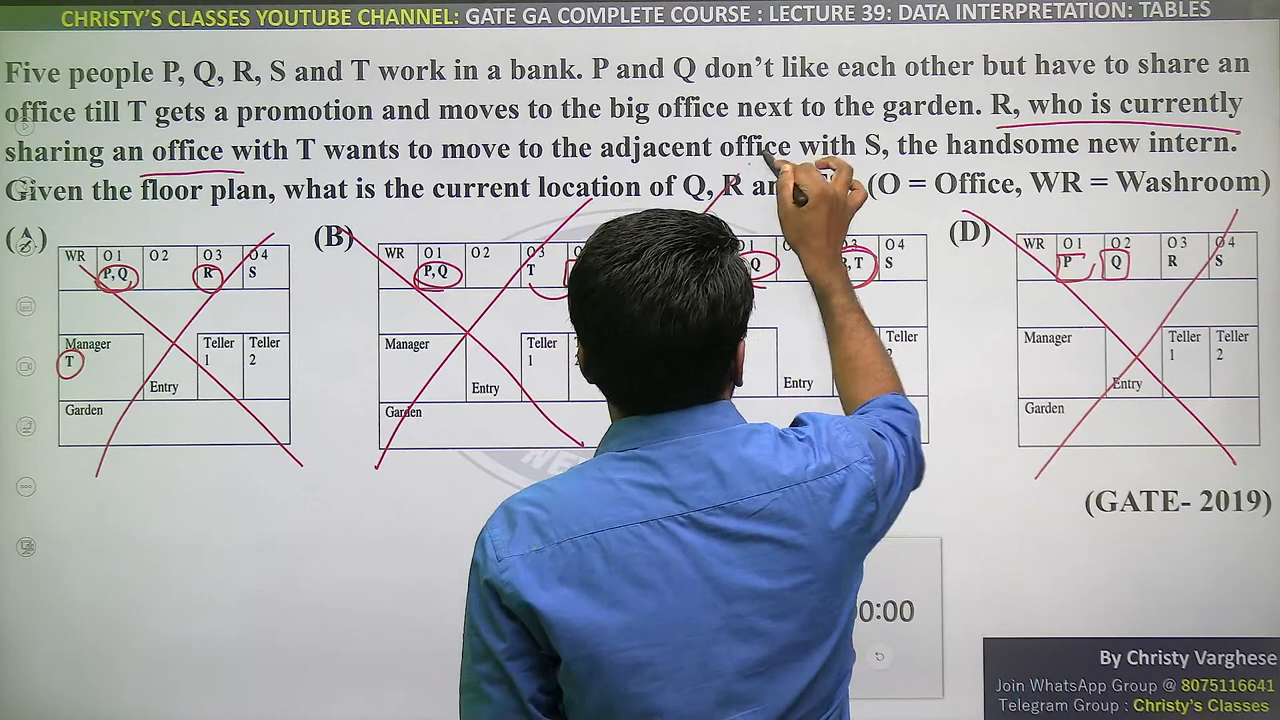 CHRISTY'S CLASSES YOUTUBE CHANNEL: GATE GA COMPLETE COURSE : LECTURE 39: DATA INTERPRETATION: TABLES
Five people P, Q, R, S and T work in a bank. P and Q don't like each other but have to share an
office till T gets a promotion and moves to the big office next to the garden. R, who is currently
sharing an office with T wants to move to the adjacent office with S, the handsome new intern.
Given the floor plan, what is the current location of Q, R (O = Office, WR = Washroom)
(A)
WR O 1 O 2 O 3 O 4
P, Q R S
Manager Teller Teller
T 1 2
Entry
Garden
(B)
WR O 1 O 2 O 3
P, Q T
Manager Teller
1
Entry
Garden
O 4
Q , T S
Teller
2
Entry
(D)
WR O 1 O 2 O 3 O 4
P Q R S
Manager Teller Teller
1 2
Entry
Garden
(GATE- 2019)
0:00
By Christy Varghese
Join WhatsApp Group @ 8075116641
Telegram Group : Christy's Classes